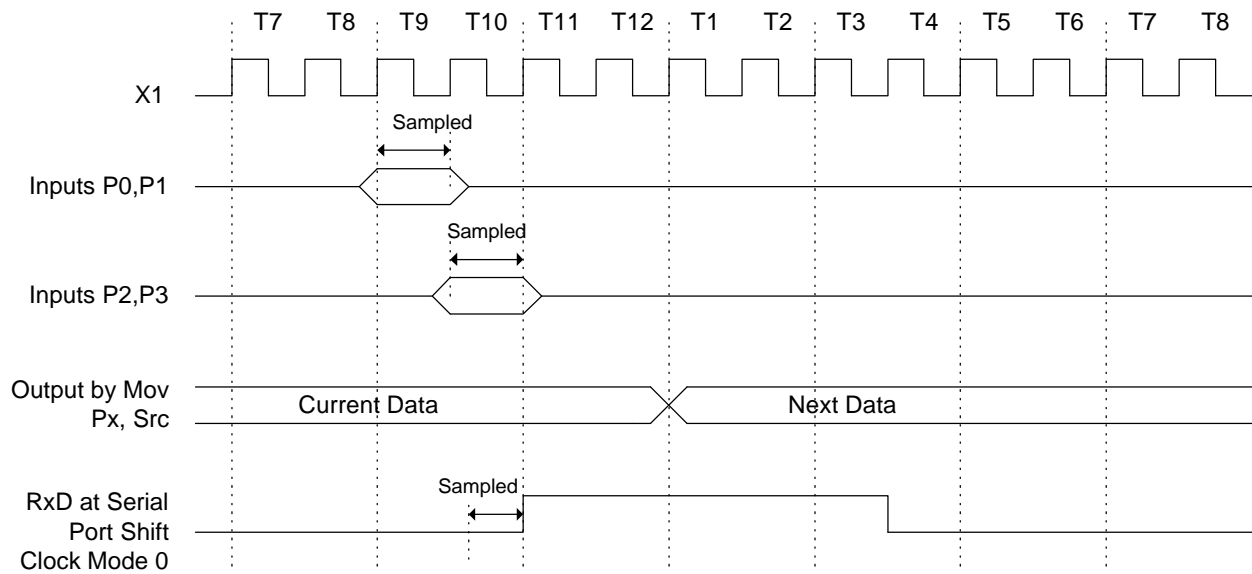 T7 T8 T9 T10 T11 T12 T1 T2 T3 T4 T5 T6 T7 T8
X1
Sampled
Inputs P0,P1
Sampled
Inputs P2,P3
Output by Mov
Px, Src
Current Data Next Data
Sampled
RxD at Serial
Port Shift
Clock Mode 0